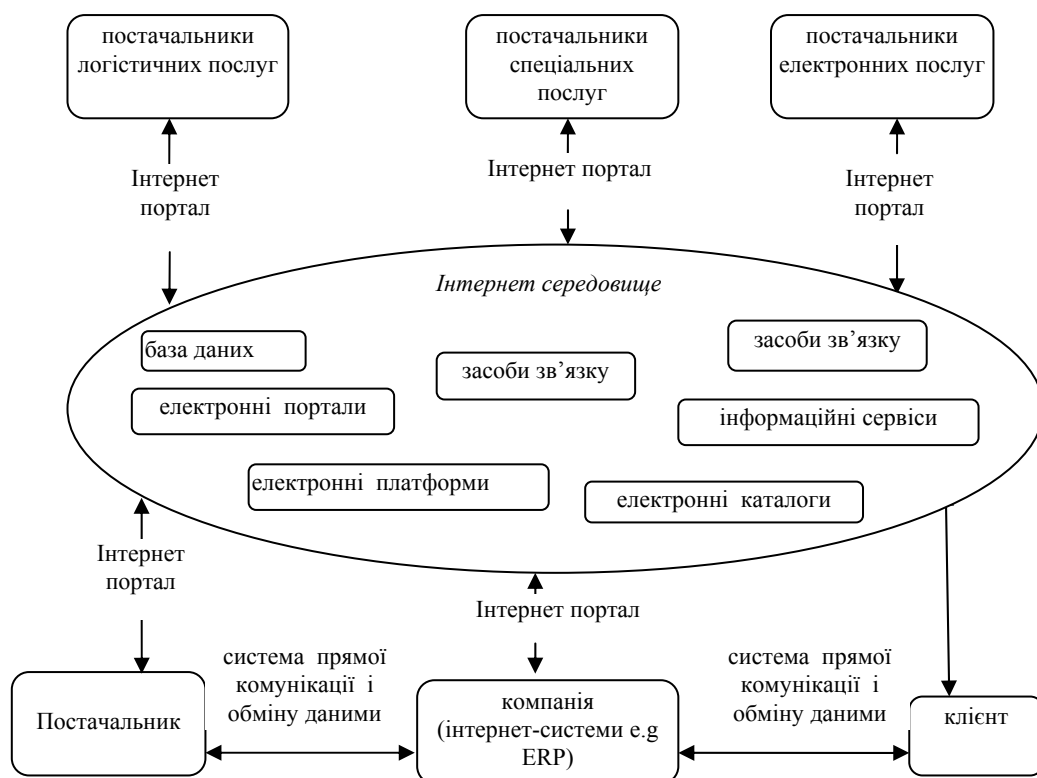 постачальники
логістичних послуг
постачальники
спеціальних
послуг
постачальники
електронних послуг
Інтернет
портал
Інтернет портал
Інтернет
портал
Інтернет середовище
база даних
засоби зв’язку
засоби зв’язку
електронні портали
інформаційні сервіси
електронні платформи
електронні каталоги
Інтернет
портал
Інтернет портал
система прямої
комунікації і
обміну даними
система прямої
комунікації і
обміну даними
Постачальник
компанія
(інтернет-системи e.g
ERP)
клієнт